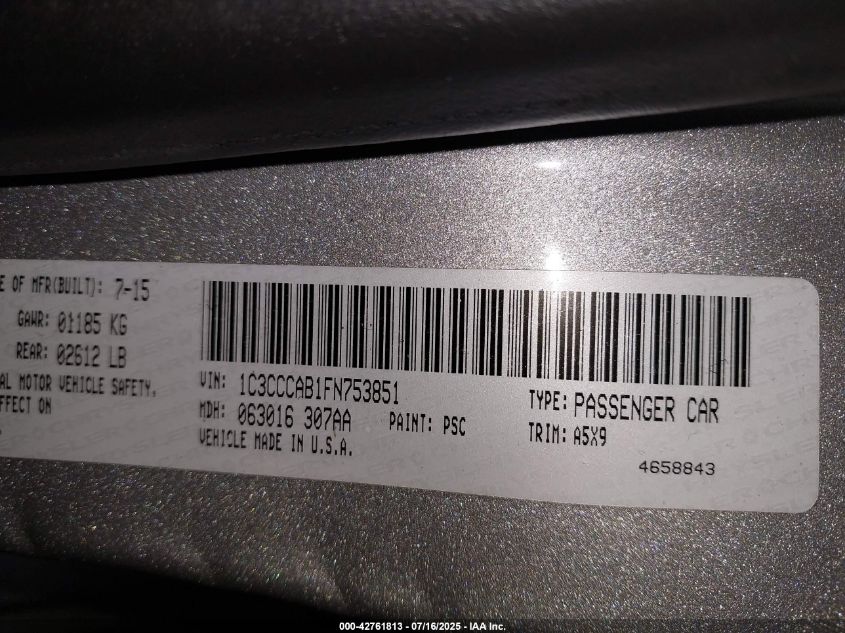 E OF MFR(BUILT): 7-15
GAWR: 01185 KG
REAR: 02612 LB
AL MOTOR VEHICLE SAFETY,
FFECT ON
VIN: 1C3CCCAB1FN753851
MDH: 063016 307AA PAINT: PSC
VEHICLE MADE IN U.S.A.
TYPE: PASSENGER CAR
TRIM: A5X9
4658843
000-42761813 - 07/16/2025 - IAA Inc.